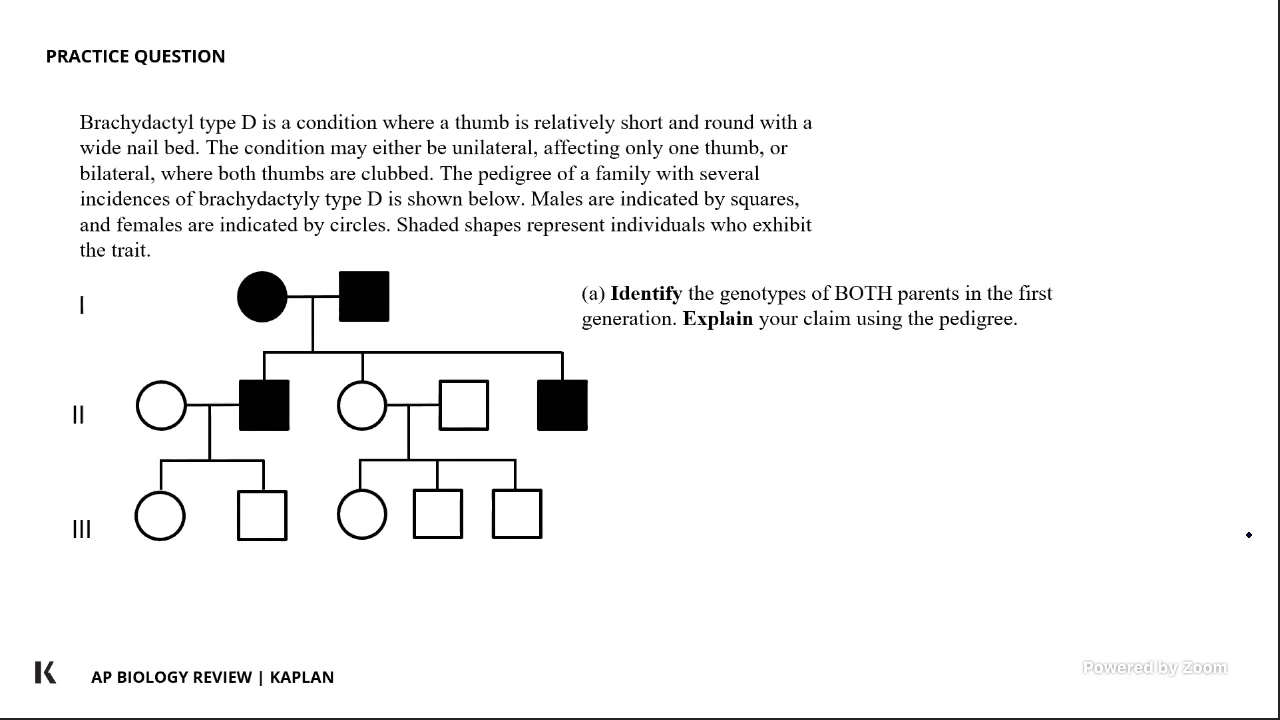 PRACTICE QUESTION
Brachydactyl type D is a condition where a thumb is relatively short and round with a
wide nail bed. The condition may either be unilateral, affecting only one thumb, or
bilateral, where both thumbs are clubbed. The pedigree of a family with several
incidences of brachydactyly type D is shown below. Males are indicated by squares,
and females are indicated by circles. Shaded shapes represent individuals who exhibit
the trait.
I
(a) Identify the genotypes of BOTH parents in the first
generation. Explain your claim using the pedigree.
II
III
K AP BIOLOGY REVIEW | KAPLAN
Powered by Zoom